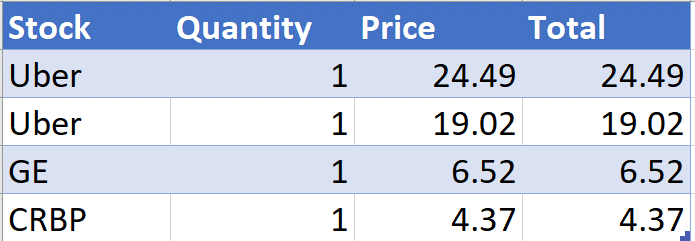 Stock Quantity Price Total
Uber 1 24.49 24.49
Uber 1 19.02 19.02
GE 1 6.52 6.52
CRBP 1 4.37 4.37